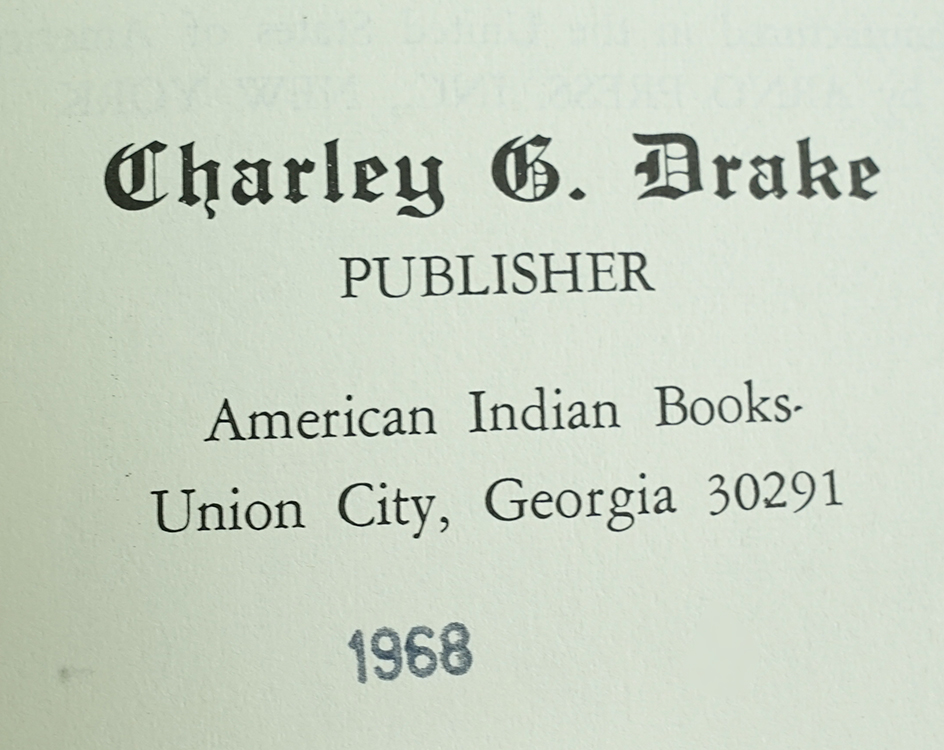 Charley G. Drake
PUBLISHER
American Indian Books-
Union City, Georgia 30291
1968